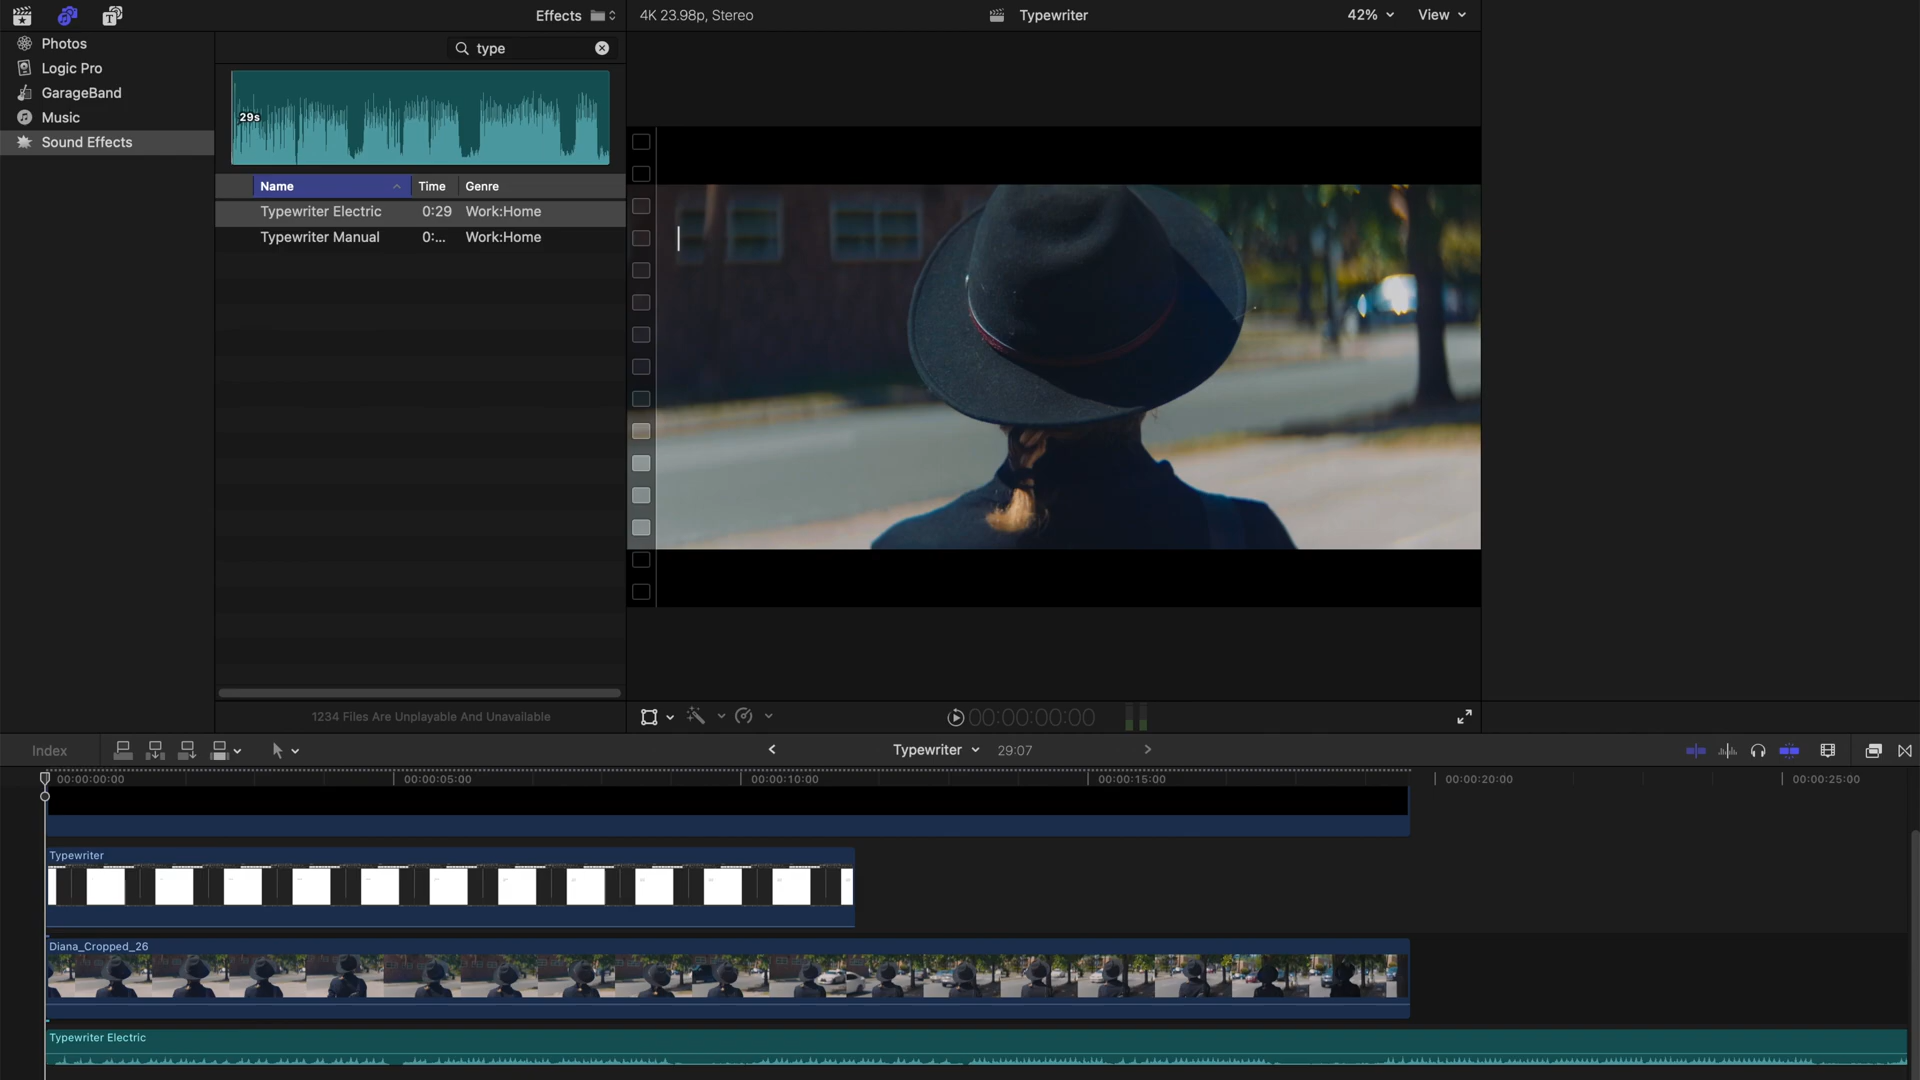 Effects
4K 23.98p, Stereo
Typewriter
42%
View
Photos
Logic Pro
GarageBand
Music
Sound Effects
type
29s
Name
Time
Genre
Typewriter Electric
0:29
Work:Home
Typewriter Manual
0:...
Work:Home
1234 Files Are Unplayable And Unavailable
00:00:00:00
Index
Typewriter
29:07
00:00:00:00
00:00:05:00
00:00:10:00
00:00:15:00
00:00:20:00
00:00:25:00
Typewriter
Diana_Cropped_26
Typewriter Electric